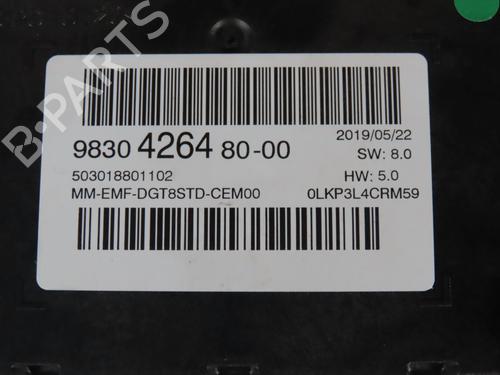 2019/05/22
9830 4264 80-00
SW: 8.0
503018801102
HW: 5.0
MM-EMF-DGT8STD-CEM00
0LKP3L4CRM59
B-PARTS